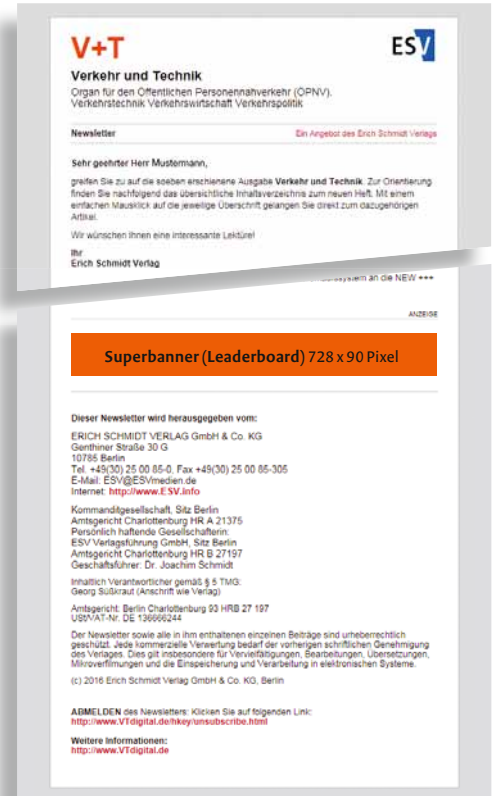 V+T
ESV
Verkehr und Technik
Organ für den Öffentlichen Personennahverkehr (ÖPNV).
Verkehrstechnik Verkehrswirtschaft Verkehrspolitik
Newsletter
Ein Angebot des Erich Schmidt Verlags
Sehr geehrter Herr Mustermann,
greifen Sie zu auf die soeben erschienene Ausgabe Verkehr und Technik. Zur Orientierung
finden Sie nachfolgend das übersichtliche Inhaltsverzeichnis zum neuen Heft. Mit einem
einfachen Mausklick auf die jeweilige Überschrift gelangen Sie direkt zum dazugehörigen
Artikel.
Wir wünschen Ihnen eine interessante Lektüre!
Ihr
Erich Schmidt Verlag
an die NEW +++
ANZEIGE
Superbanner (Leaderboard) 728 x 90 Pixel
Dieser Newsletter wird herausgegeben vom:
ERICH SCHMIDT VERLAG GmbH & Co. KG
Genthiner Straße 30 G
10785 Berlin
Tel. +49(30) 25 00 85-0, Fax +49(30) 25 00 85-305
E-Mail: ESV@ESVmedien.de
Internet: http://www.ESV.info
Kommanditgesellschaft, Sitz Berlin
Amtsgericht Charlottenburg HR A 21375
Persönlich haftende Gesellschafterin:
ESV Verlagsführung GmbH, Sitz Berlin
Amtsgericht Charlottenburg HR B 27197
Geschäftsführer: Dr. Joachim Schmidt
Inhaltlich Verantwortlicher gemäß § 5 TMG:
Georg Süßkraut (Anschrift wie Verlag)
Amtsgericht: Berlin Charlottenburg 93 HRB 27 197
USt/VAT-Nr. DE 136666244
Der Newsletter sowie alle in ihm enthaltenen einzelnen Beiträge sind urheberrechtlich
geschützt. Jede kommerzielle Verwertung bedarf der vorherigen schriftlichen Genehmigung
des Verlages. Dies gilt insbesondere für Vervielfältigungen, Bearbeitungen, Übersetzungen,
Mikroverfilmungen und die Einspeicherung und Verarbeitung in elektronischen Systeme.
(c) 2016 Erich Schmidt Verlag GmbH & Co. KG, Berlin
ABMELDEN des Newsletters: Klicken Sie auf folgenden Link:
http://www.VTdigital.de/hkey/unsubscribe.html
Weitere Informationen:
http://www.VTdigital.de